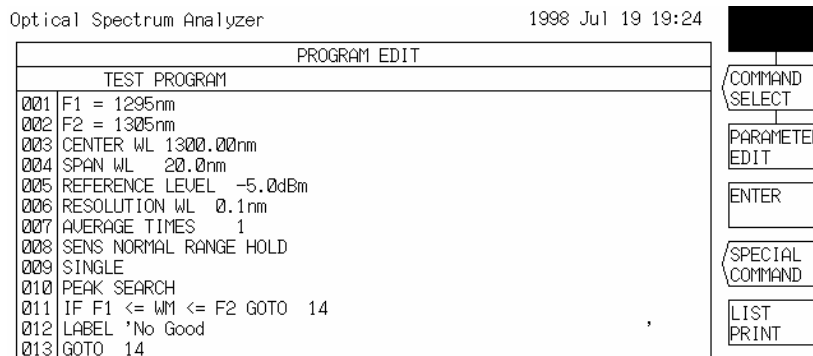 Optical Spectrum Analyzer 1998 Jul 19 19:24
PROGRAM EDIT
TEST PROGRAM
001 F1 = 1295nm
002 F2 = 1305nm
003 CENTER WL 1300.00nm
004 SPAN WL 20.0nm
005 REFERENCE LEVEL -5.0dBm
006 RESOLUTION WL 0.1nm
007 AVERAGE TIMES 1
008 SENS NORMAL RANGE HOLD
009 SINGLE
010 PEAK SEARCH
011 IF F1 <= WM <= F2 GOTO 14
012 LABEL 'No Good '
013 GOTO 14
COMMAND
SELECT
PARAMETER
EDIT
ENTER
SPECIAL
COMMAND
LIST
PRINT